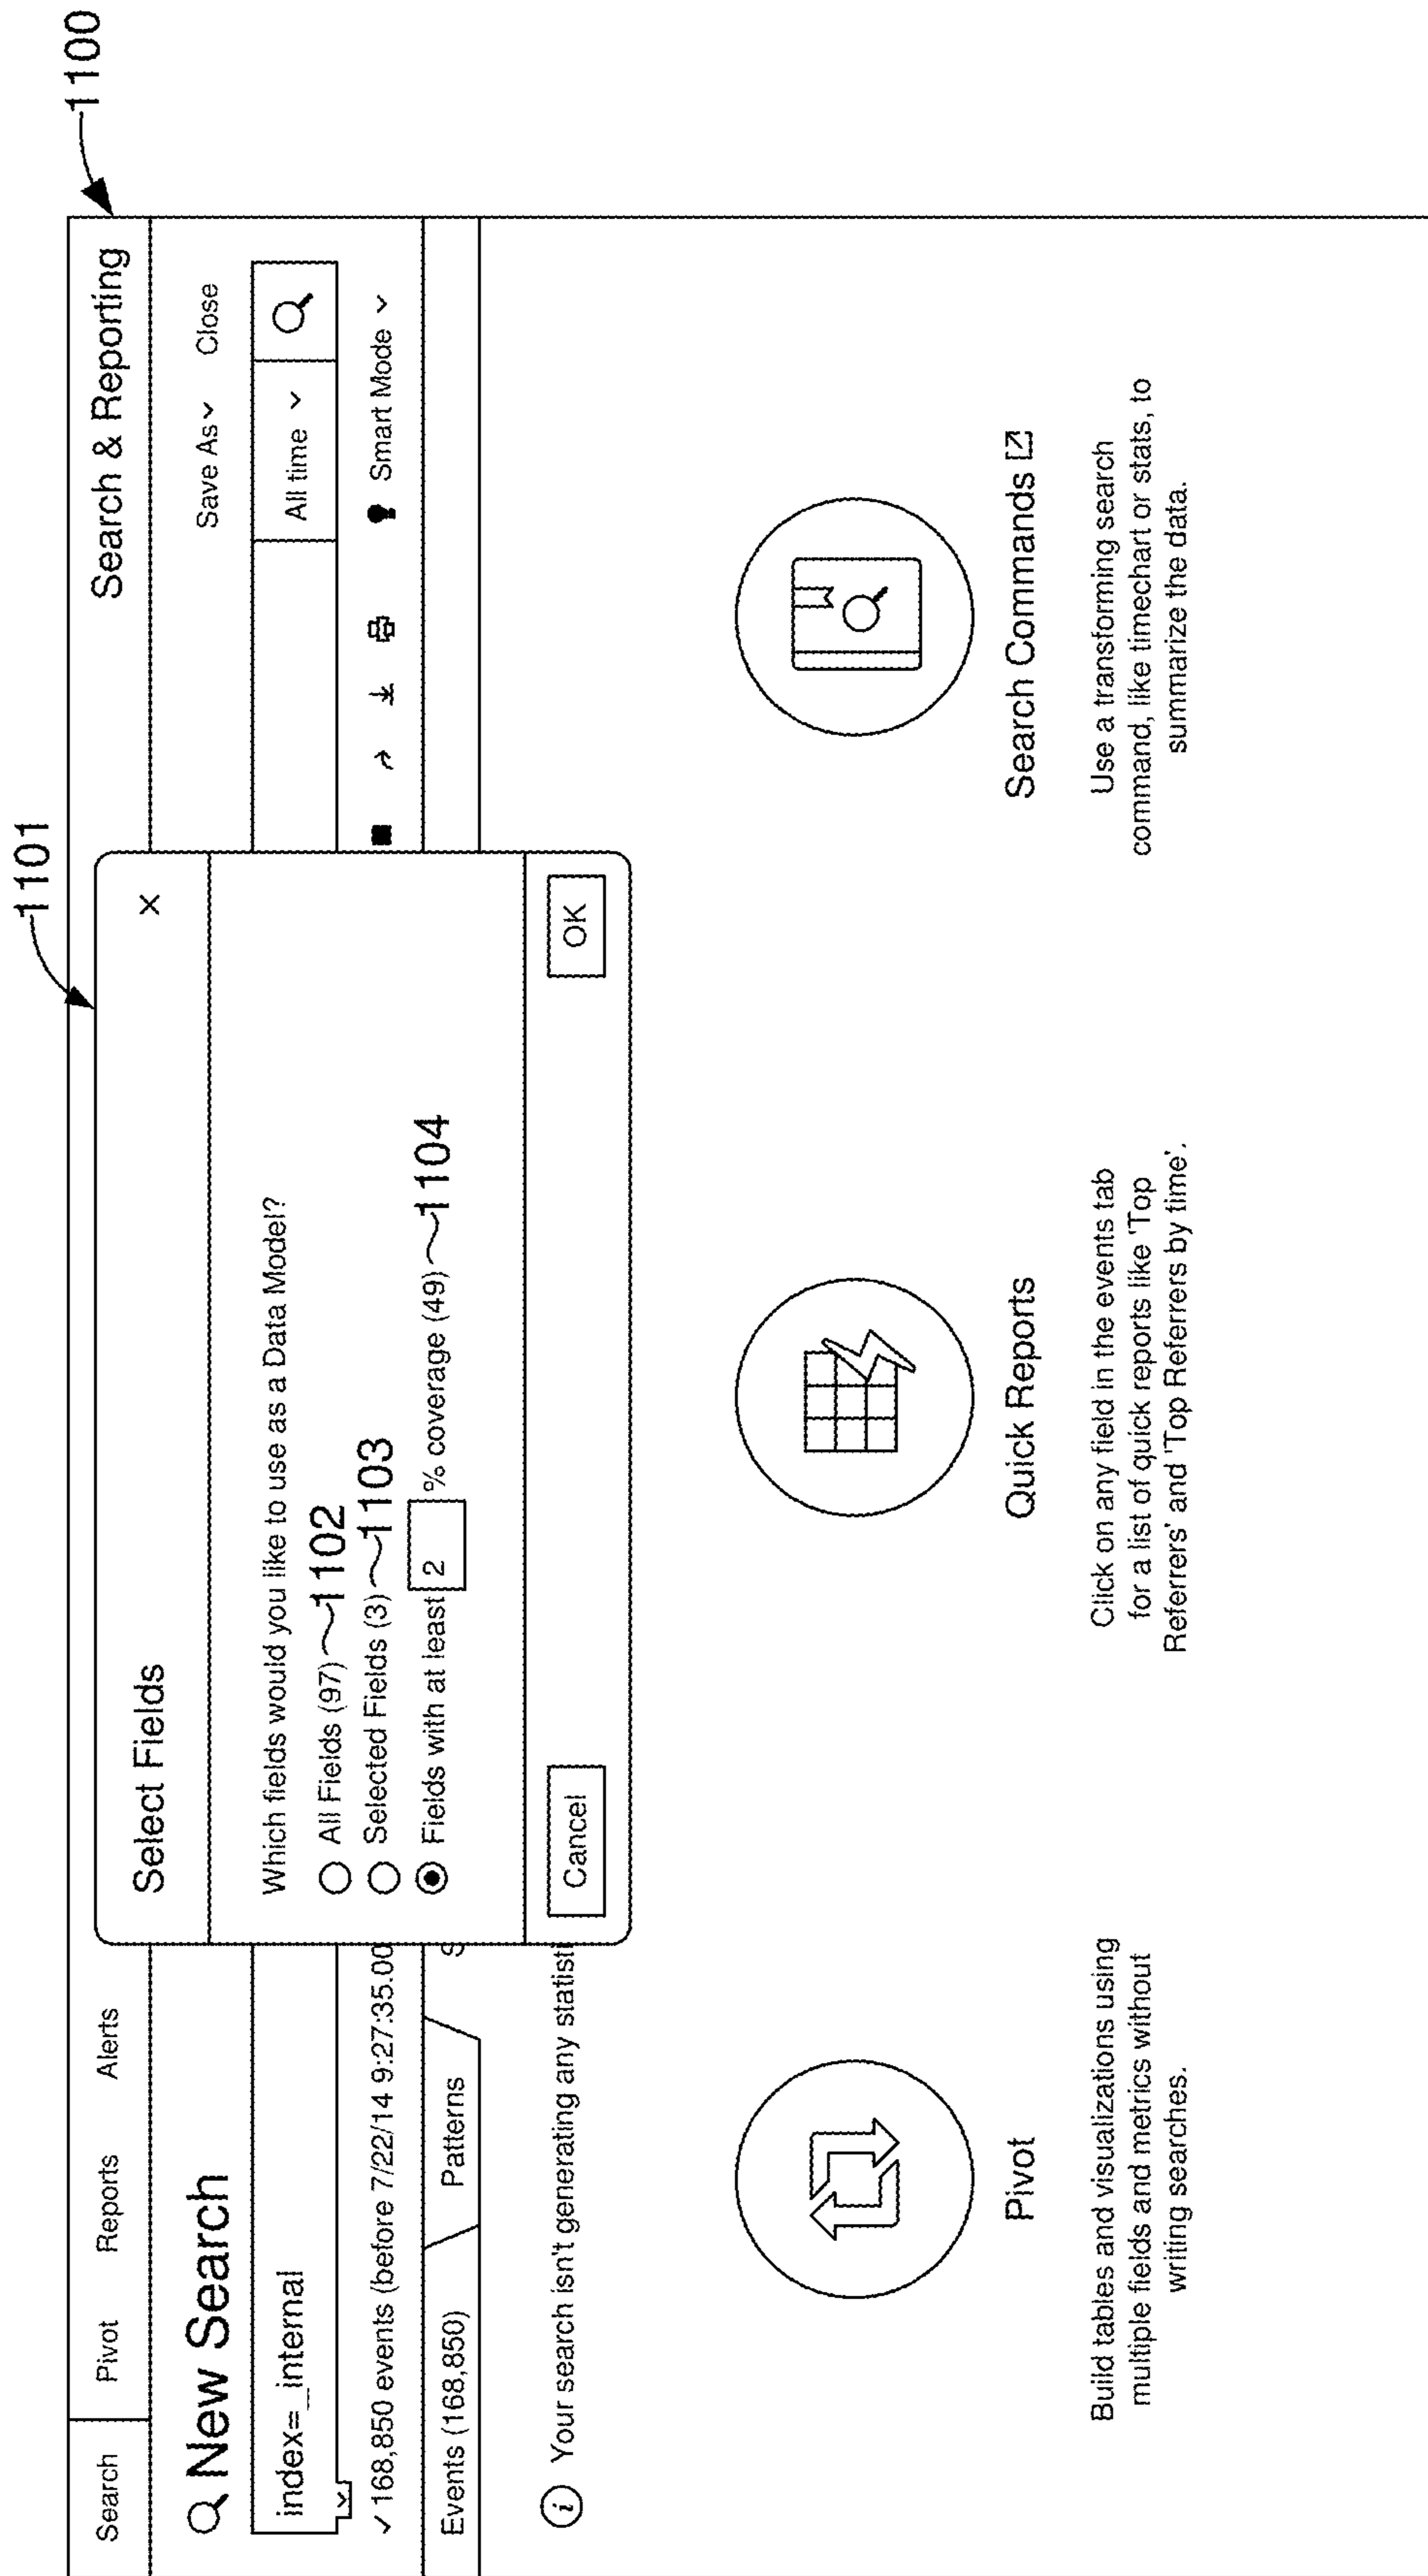 1100
1101
Search Pivot Reports Alerts Search & Reporting
New Search
Save As Close
index=_internal
All time
168,850 events (before 7/22/14 9:27:35.00
Smart Mode
Events (168,850) Patterns
Select Fields
×
Which fields would you like to use as a Data Model?
All Fields (97) 1102
Selected Fields (3) 1103
Fields with at least 2 % coverage (49) 1104
Cancel OK
i Your search isn't generating any statisti
Pivot
Build tables and visualizations using
multiple fields and metrics without
writing searches.
Quick Reports
Click on any field in the events tab
for a list of quick reports like 'Top
Referrers' and 'Top Referrers by time'.
Search Commands
Use a transforming search
command, like timechart or stats, to
summarize the data.